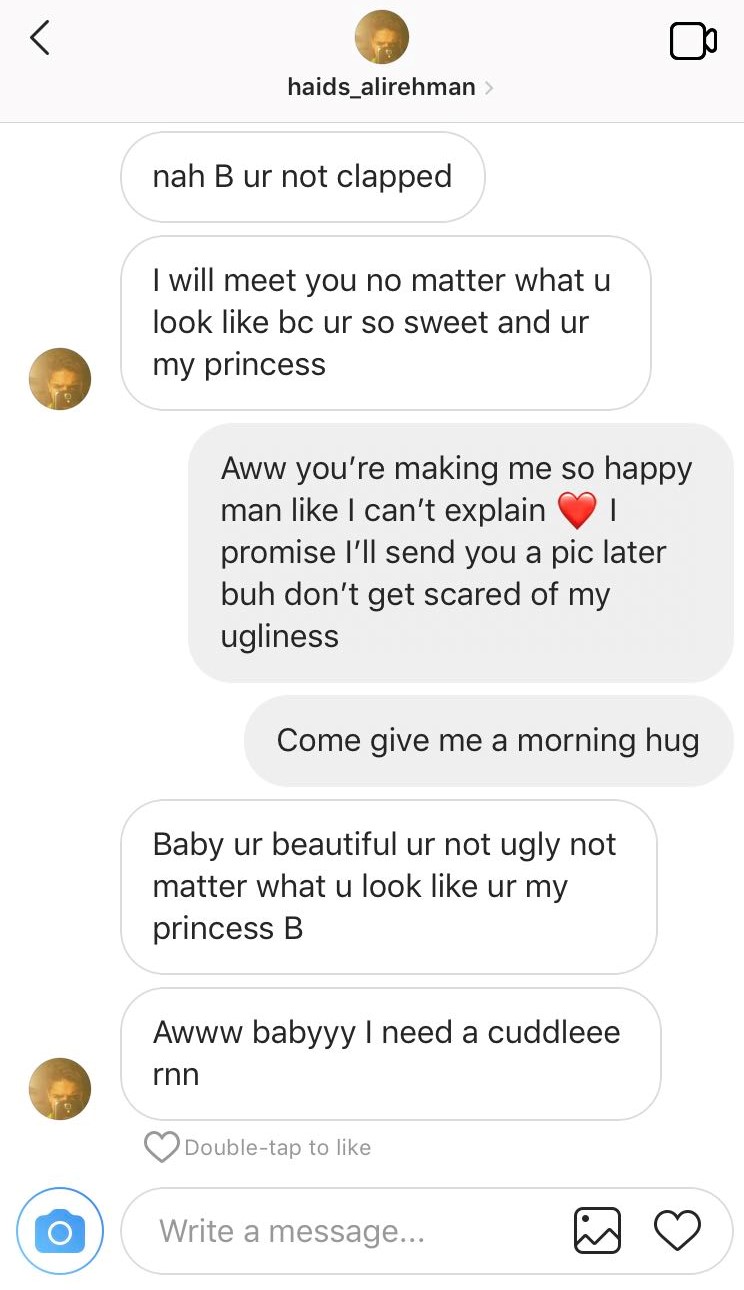 haids_alirehman
nah B ur not clapped
I will meet you no matter what u
look like bc ur so sweet and ur
my princess
Aww you’re making me so happy
man like I can’t explain ❤️ I
promise I’ll send you a pic later
buh don’t get scared of my
ugliness
Come give me a morning hug
Baby ur beautiful ur not ugly not
matter what u look like ur my
princess B
Awww babyyy I need a cuddleee
rnn
Double-tap to like
Write a message...